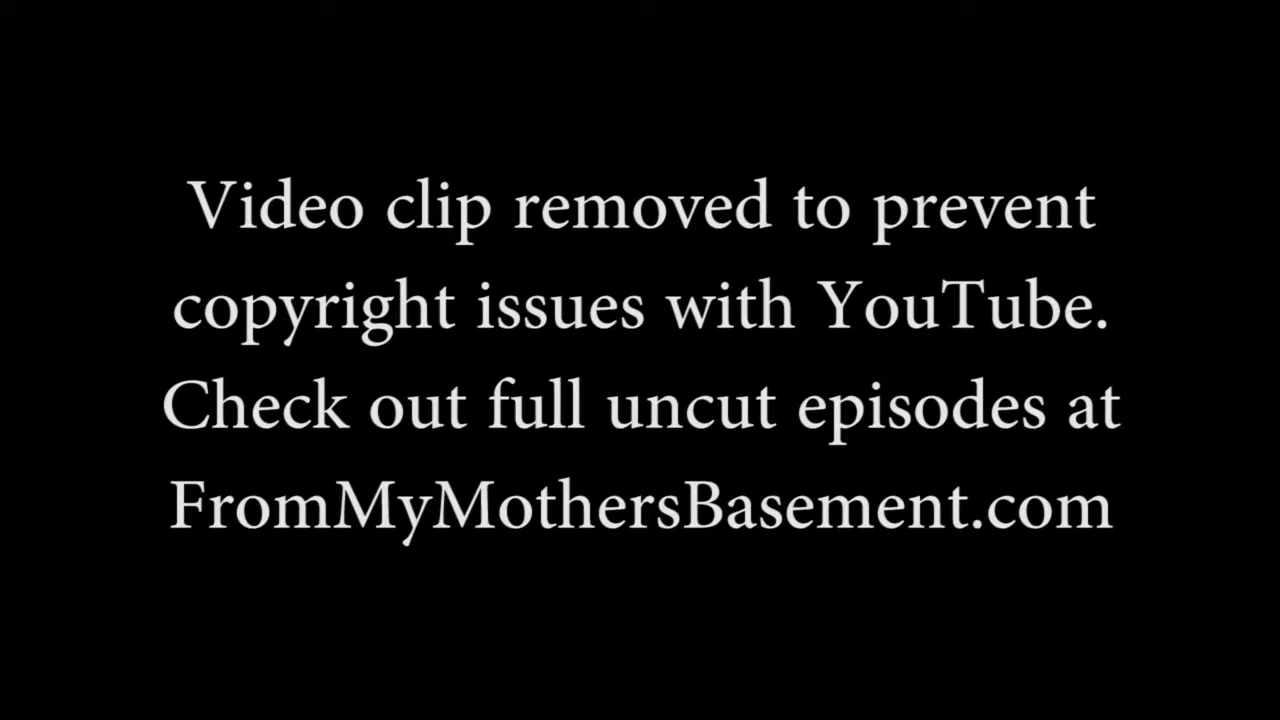 Video clip removed to prevent
copyright issues with YouTube.
Check out full uncut episodes at
FromMyMothersBasement.com